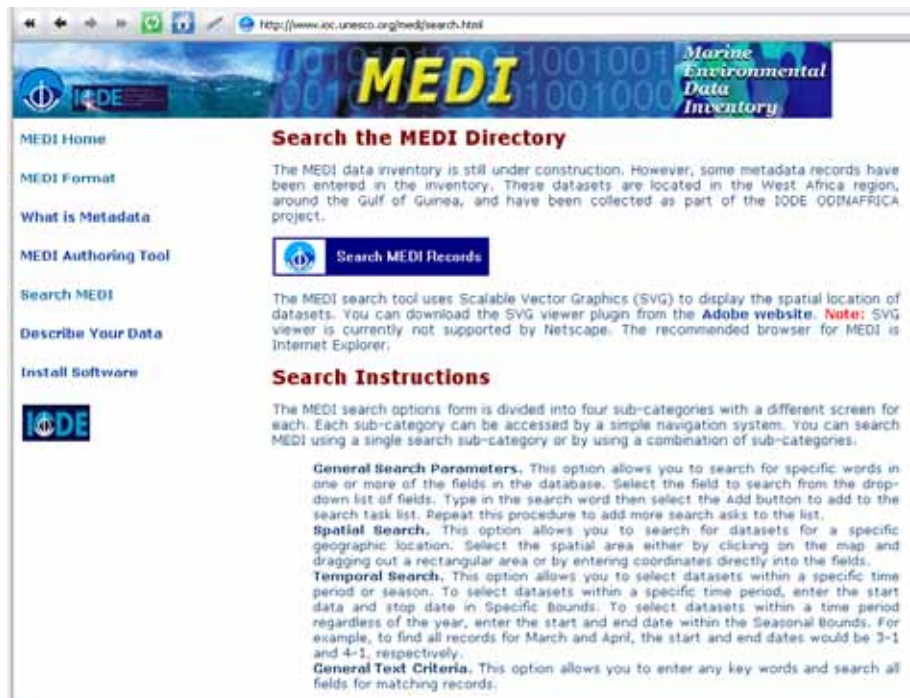 http://www.ioc.unesco.org/medi/search.html
IODE
MEDI
Marine
Environmental
Data
Inventory
MEDI Home
MEDI Format
What is Metadata
MEDI Authoring Tool
Search MEDI
Describe Your Data
Install Software
IODE
Search the MEDI Directory
The MEDI data inventory is still under construction. However, some metadata records have
been entered in the inventory. These datasets are located in the West Africa region,
around the Gulf of Guinea, and have been collected as part of the IODE ODINAFRICA
project.
Search MEDI Records
The MEDI search tool uses Scalable Vector Graphics (SVG) to display the spatial location of
datasets. You can download the SVG viewer plugin from the Adobe website. Note: SVG
viewer is currently not supported by Netscape. The recommended browser for MEDI is
Internet Explorer.
Search Instructions
The MEDI search options form is divided into four sub-categories with a different screen for
each. Each sub-category can be accessed by a simple navigation system. You can search
MEDI using a single search sub-category or by using a combination of sub-categories.
General Search Parameters. This option allows you to search for specific words in
one or more of the fields in the database. Select the field to search from the drop-
down list of fields. Type in the search word then select the Add button to add to the
search task list. Repeat this procedure to add more search asks to the list.
Spatial Search. This option allows you to search for datasets for a specific
geographic location. Select the spatial area either by clicking on the map and
dragging out a rectangular area or by entering coordinates directly into the fields.
Temporal Search. This option allows you to select datasets within a specific time
period or season. To select datasets within a specific time period, enter the start
data and stop date in Specific Bounds. To select datasets within a time period
regardless of the year, enter the start and end date within the Seasonal Bounds. For
example, to find all records for March and April, the start and end dates would be 3-1
and 4-1, respectively.
General Text Criteria. This option allows you to enter any key words and search all
fields for matching records.